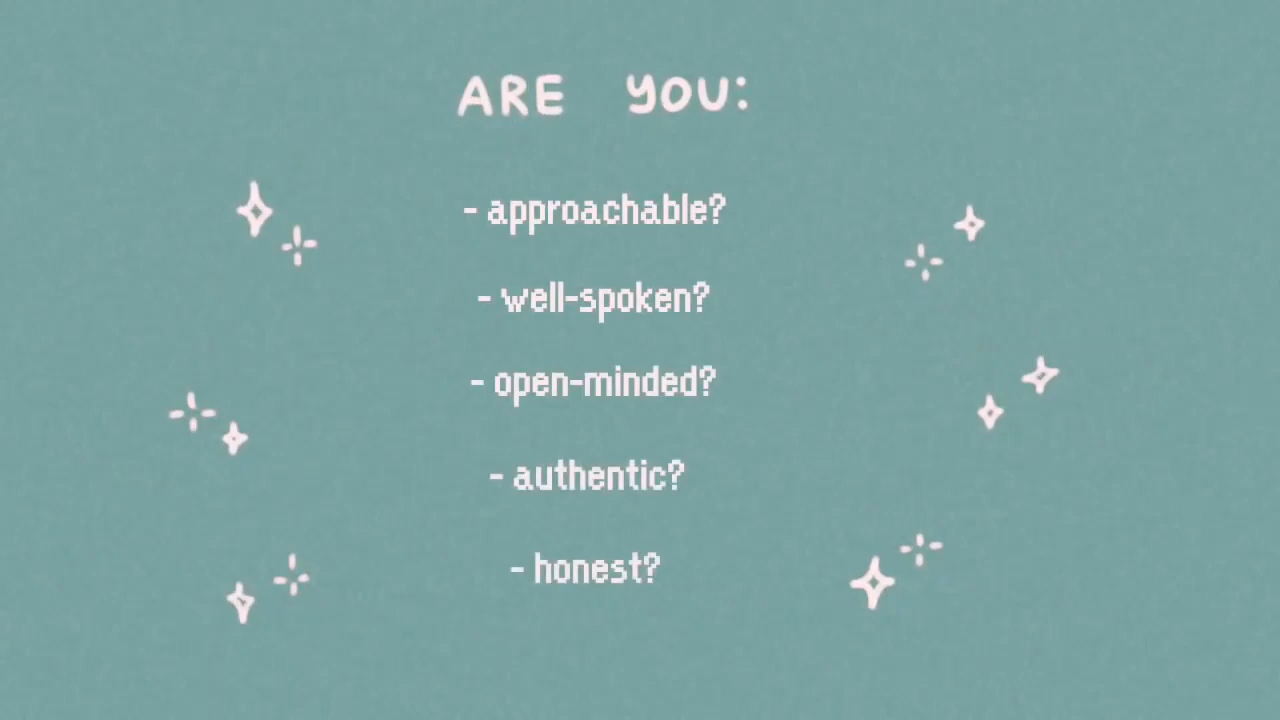 ARE YOU:
- approachable?
- well-spoken?
- open-minded?
- authentic?
- honest?